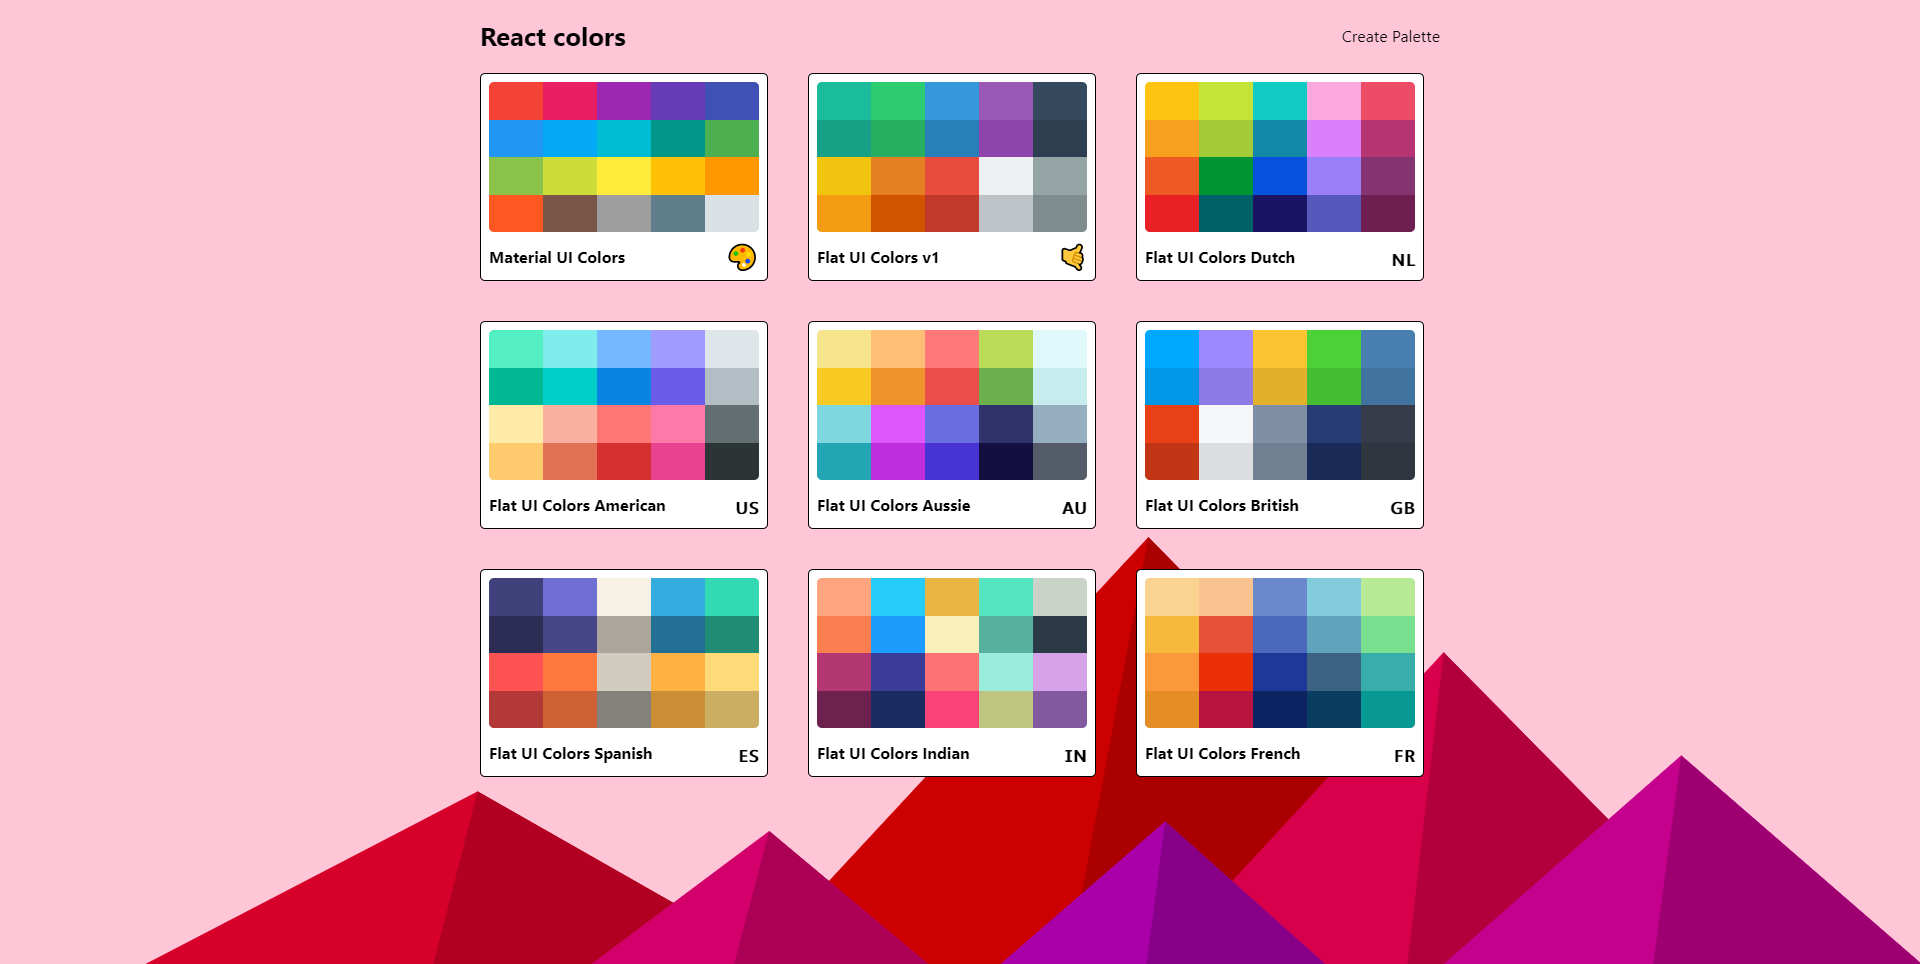 React colors
Create Palette
Material UI Colors
Flat UI Colors v1
Flat UI Colors Dutch NL
Flat UI Colors American US
Flat UI Colors Aussie AU
Flat UI Colors British GB
Flat UI Colors Spanish ES
Flat UI Colors Indian IN
Flat UI Colors French FR